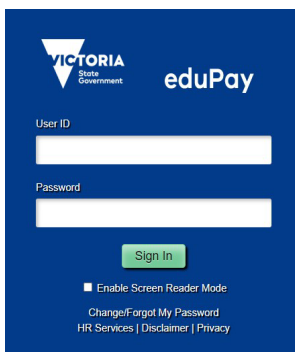 VICTORIA
State
Government
eduPay
User ID
Password
Sign In
Enable Screen Reader Mode
Change/Forgot My Password
HR Services | Disclaimer | Privacy